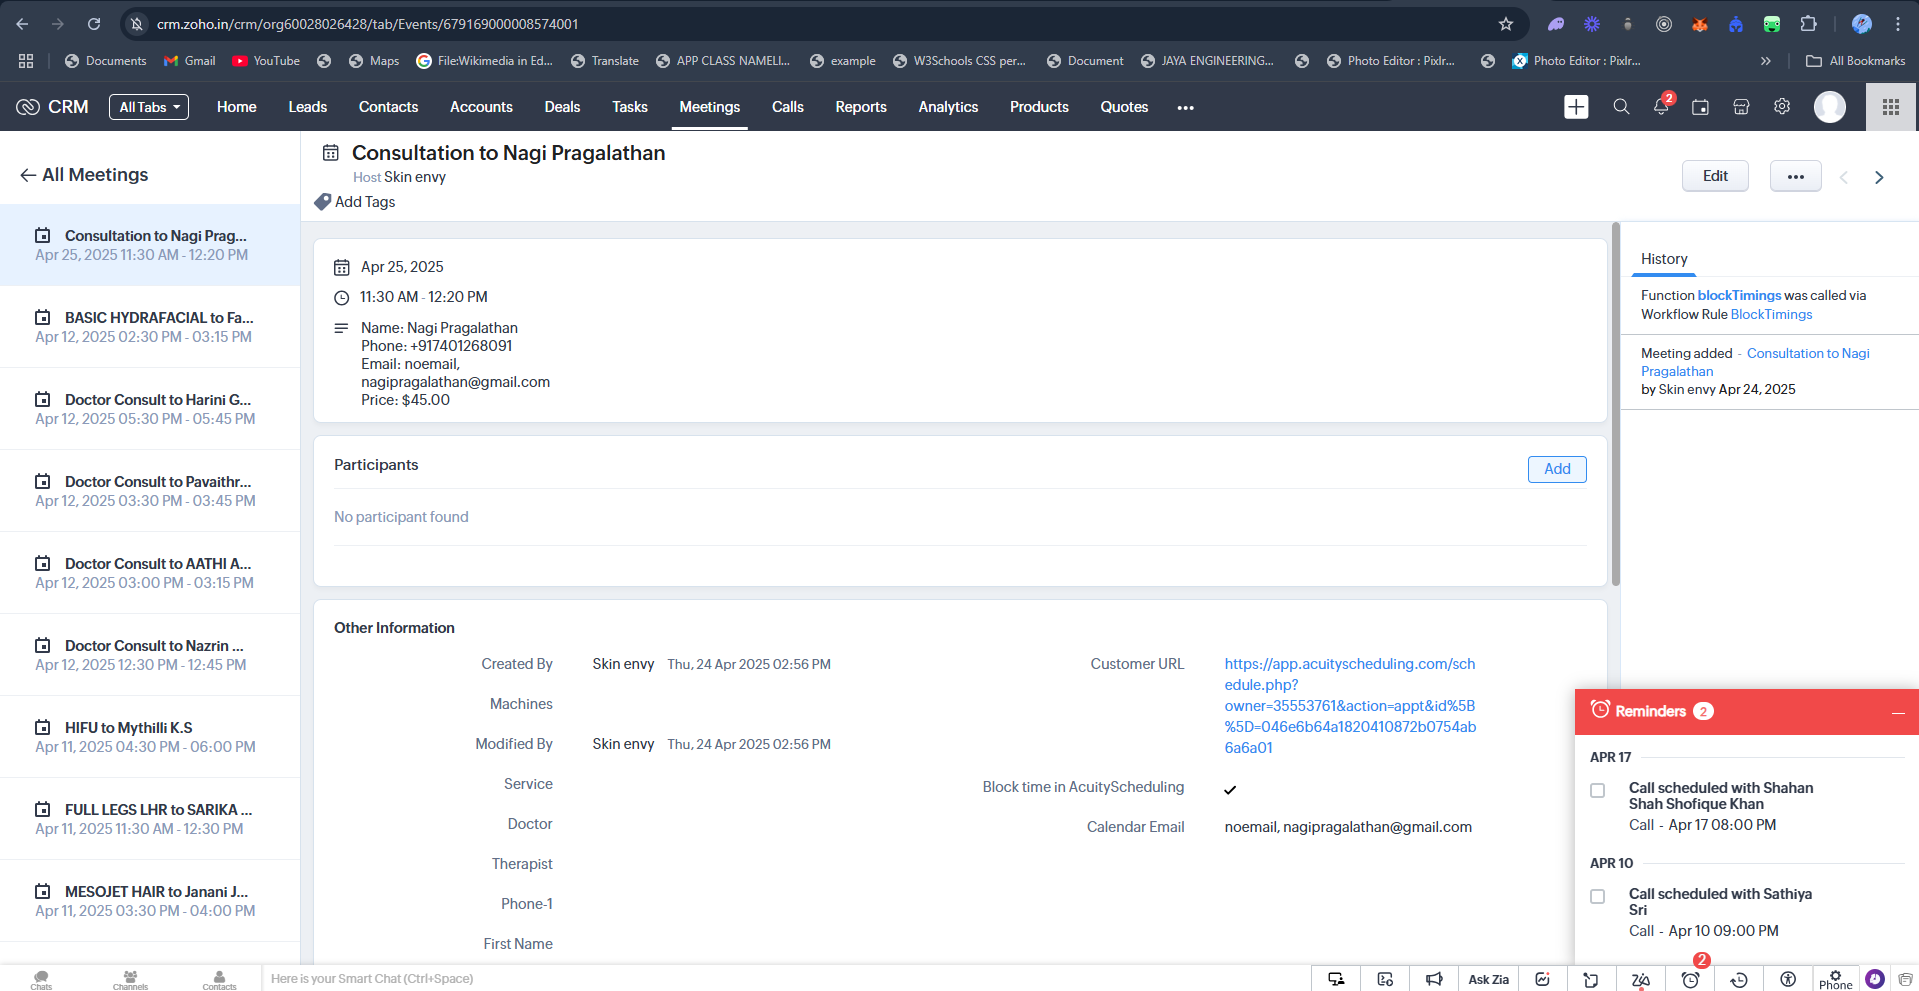 crm.zoho.in/crm/org60028026428/tab/Events/679169000008574001
Documents Gmail YouTube Maps File:Wikimedia in Ed... Translate APP CLASS NAMELI... example W3Schools CSS per... Document JAYA ENGINEERING... Photo Editor : Pixlr... Photo Editor : Pixlr... » All Bookmarks
CRM All Tabs Home Leads Contacts Accounts Deals Tasks Meetings Calls Reports Analytics Products Quotes ••• 2
All Meetings
Consultation to Nagi Prag...
Apr 25, 2025 11:30 AM - 12:20 PM
BASIC HYDRAFACIAL to Fa...
Apr 12, 2025 02:30 PM - 03:15 PM
Doctor Consult to Harini G...
Apr 12, 2025 05:30 PM - 05:45 PM
Doctor Consult to Pavaithr...
Apr 12, 2025 03:30 PM - 03:45 PM
Doctor Consult to AATHI A...
Apr 12, 2025 03:00 PM - 03:15 PM
Doctor Consult to Nazrin ...
Apr 12, 2025 12:30 PM - 12:45 PM
HIFU to Mythilli K.S
Apr 11, 2025 04:30 PM - 06:00 PM
FULL LEGS LHR to SARIKA ...
Apr 11, 2025 11:30 AM - 12:30 PM
MESOJET HAIR to Janani J...
Apr 11, 2025 03:30 PM - 04:00 PM
Consultation to Nagi Pragalathan
Host Skin envy
Add Tags
Edit •••
Apr 25, 2025
11:30 AM - 12:20 PM
Name: Nagi Pragalathan
Phone: +917401268091
Email: noemail,
nagipragalathan@gmail.com
Price: $45.00
Participants
Add
No participant found
Other Information
Created By Skin envy Thu, 24 Apr 2025 02:56 PM
Machines
Modified By Skin envy Thu, 24 Apr 2025 02:56 PM
Service
Doctor
Therapist
Phone-1
First Name
Customer URL https://app.acuityscheduling.com/sch
edule.php?
owner=35553761&action=appt&id%5B
%5D=046e6b64a1820410872b0754ab
6a6a01
Block time in AcuityScheduling
Calendar Email noemail, nagipragalathan@gmail.com
History
Function blockTimings was called via
Workflow Rule BlockTimings
Meeting added - Consultation to Nagi
Pragalathan
by Skin envy Apr 24, 2025
Reminders 2
APR 17
Call scheduled with Shahan
Shah Shofique Khan
Call - Apr 17 08:00 PM
APR 10
Call scheduled with Sathiya
Sri
Call - Apr 10 09:00 PM
Chats Channels Contacts Here is your Smart Chat (Ctrl+Space) Ask Zia 2 Phone